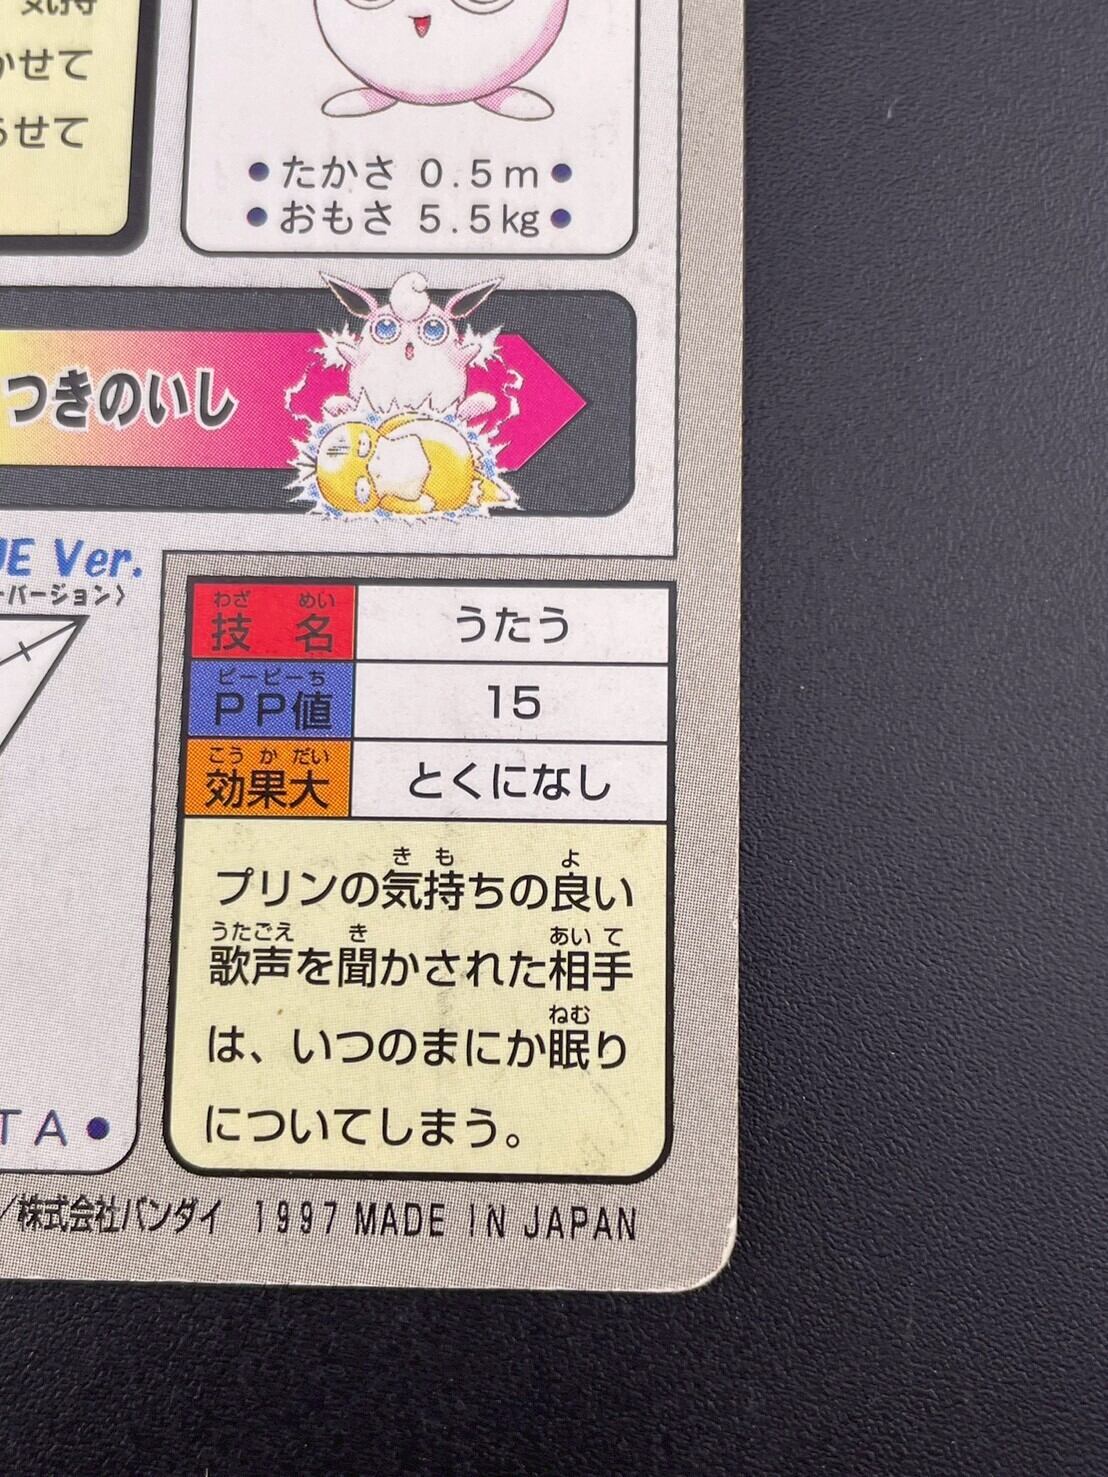 かせて
らせて
●たかさ 0.5m●
●おもさ 5.5kg●
つきのいし
UE Ver.
バージョン〉
わざ めい
技名
うたう
ピーピーち
PP値
15
こうかだい
効果大
とくになし
きも よ
プリンの気持ちの良い
うたごえ き あいて
歌声を聞かされた相手
ねむ
は、いつのまにか眠り
についてしまう。
TA●
/株式会社バンダイ 1997 MADE IN JAPAN